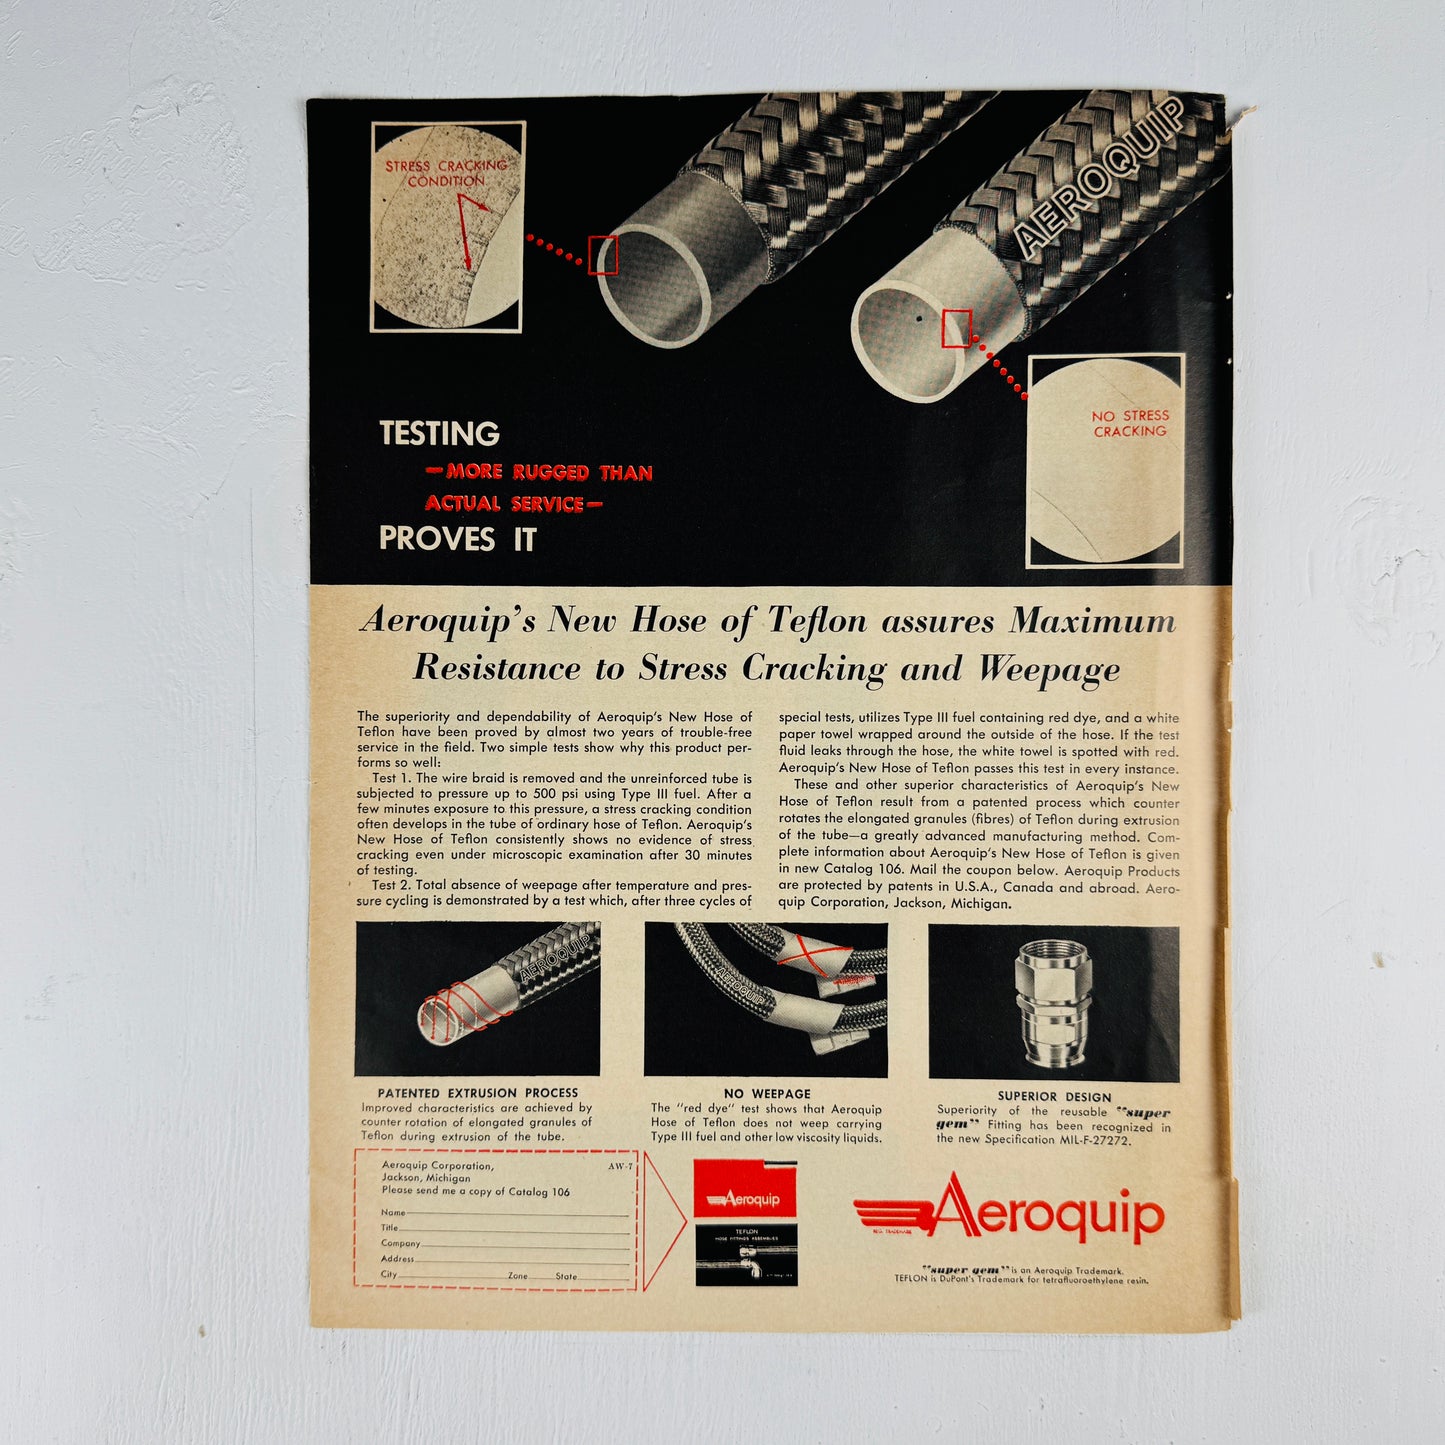 STRESS CRACKING
CONDITION
AEROQUIP
NO STRESS
CRACKING
TESTING
—MORE RUGGED THAN
ACTUAL SERVICE—
PROVES IT
Aeroquip's New Hose of Teflon assures Maximum
Resistance to Stress Cracking and Weepage
The superiority and dependability of Aeroquip's New Hose of
Teflon have been proved by almost two years of trouble-free
service in the field. Two simple tests show why this product per-
forms so well:
Test 1. The wire braid is removed and the unreinforced tube is
subjected to pressure up to 500 psi using Type III fuel. After a
few minutes exposure to this pressure, a stress cracking condition
often develops in the tube of ordinary hose of Teflon. Aeroquip's
New Hose of Teflon consistently shows no evidence of stress
cracking even under microscopic examination after 30 minutes
of testing.
Test 2. Total absence of weepage after temperature and pres-
sure cycling is demonstrated by a test which, after three cycles of
special tests, utilizes Type III fuel containing red dye, and a white
paper towel wrapped around the outside of the hose. If the test
fluid leaks through the hose, the white towel is spotted with red.
Aeroquip's New Hose of Teflon passes this test in every instance.
These and other superior characteristics of Aeroquip's New
Hose of Teflon result from a patented process which counter
rotates the elongated granules (fibres) of Teflon during extrusion
of the tube—a greatly advanced manufacturing method. Com-
plete information about Aeroquip's New Hose of Teflon is given
in new Catalog 106. Mail the coupon below. Aeroquip Products
are protected by patents in U.S.A., Canada and abroad. Aero-
quip Corporation, Jackson, Michigan.
AEROQUIP
AEROQUIP
PATENTED EXTRUSION PROCESS
Improved characteristics are achieved by
counter rotation of elongated granules of
Teflon during extrusion of the tube.
NO WEEPAGE
The "red dye" test shows that Aeroquip
Hose of Teflon does not weep carrying
Type III fuel and other low viscosity liquids.
SUPERIOR DESIGN
Superiority of the reusable "super
gem" Fitting has been recognized in
the new Specification MIL-F-27272.
Aeroquip Corporation, AW-7
Jackson, Michigan
Please send me a copy of Catalog 106
Name
Title
Company
Address
City Zone State
Aeroquip
TEFLON
HOSE FITTINGS ASSEMBLIES
Aeroquip
REG. TRADEMARK
"super gem" is an Aeroquip Trademark.
TEFLON is DuPont's Trademark for tetrafluoroethylene resin.